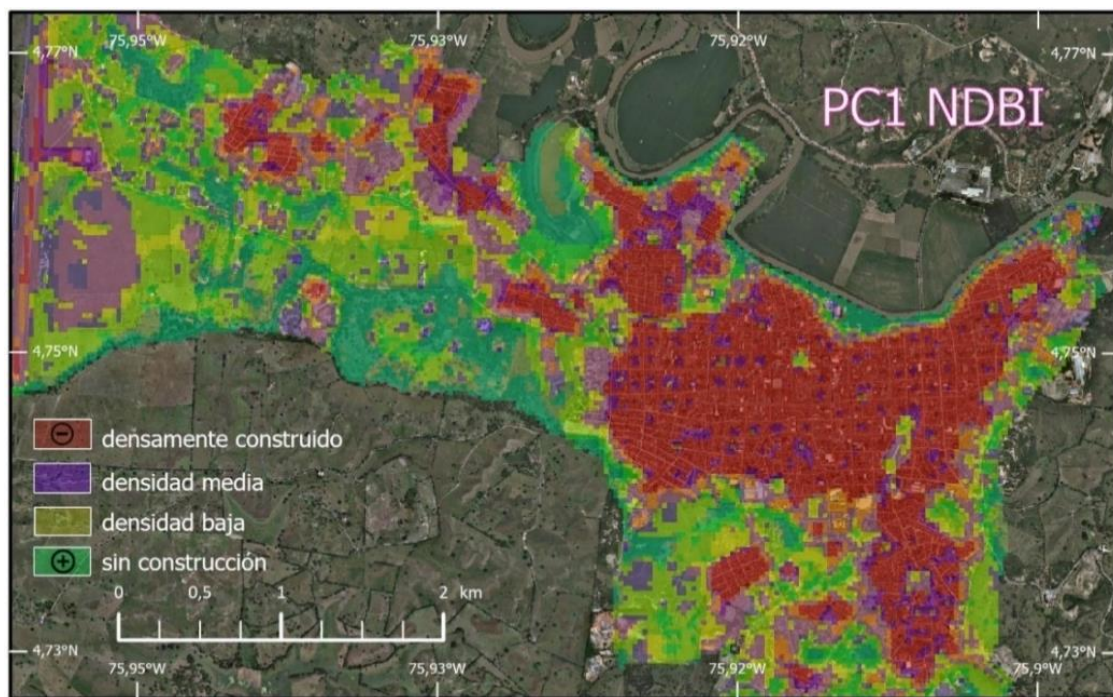 75,95°W 75,93°W 75,92°W
4,77°N 4,77°N
PC1 NDBI
4,75°N 4,75°N
densamente construido
densidad media
densidad baja
sin construcción
0 0,5 1 2 km
4,73°N 4,73°N
75,95°W 75,93°W 75,92°W 75,9°W